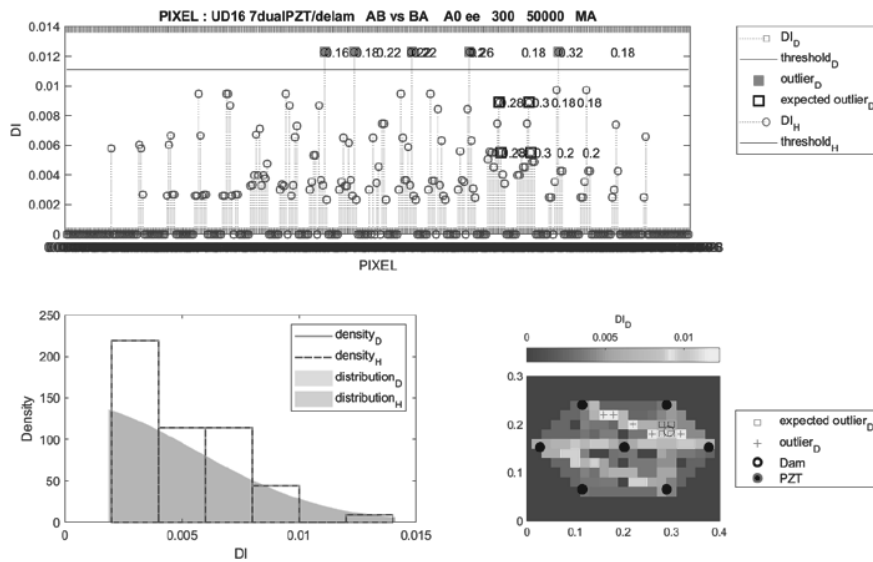 PIXEL : UD16 7dualPZT/delam AB vs BA A0 ee 300 50000 MA
0.014
0.012
0.01
0.008
0.006
0.004
0.002
0
DI
0.16 0.18 0.22 0.26 0.18 0.32 0.18
0.28 0.3 0.18 0.18
0.28 0.3 0.2 0.2
PIXEL
DI_D
threshold_D
outlier_D
expected outlier_D
DI_H
threshold_H
250
200
150
100
50
0
Density
0 0.005 0.01 0.015
DI
density_D
density_H
distribution_D
distribution_H
DI_D
0 0.005 0.01
0.3
0.2
0.1
0
0 0.1 0.2 0.3 0.4
expected outlier_D
outlier_D
Dam
PZT